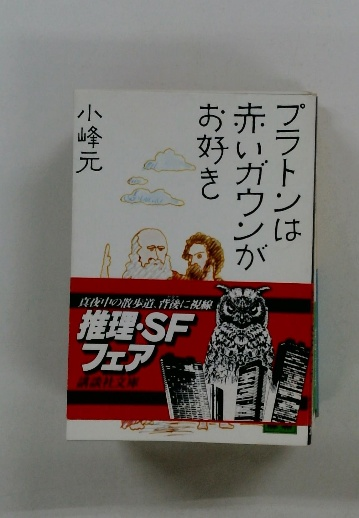 プラトンは
赤いガウンが
お好き
小峰元
真夜中の散歩道、背後に視線
推理・SF
フェア
講談社文庫